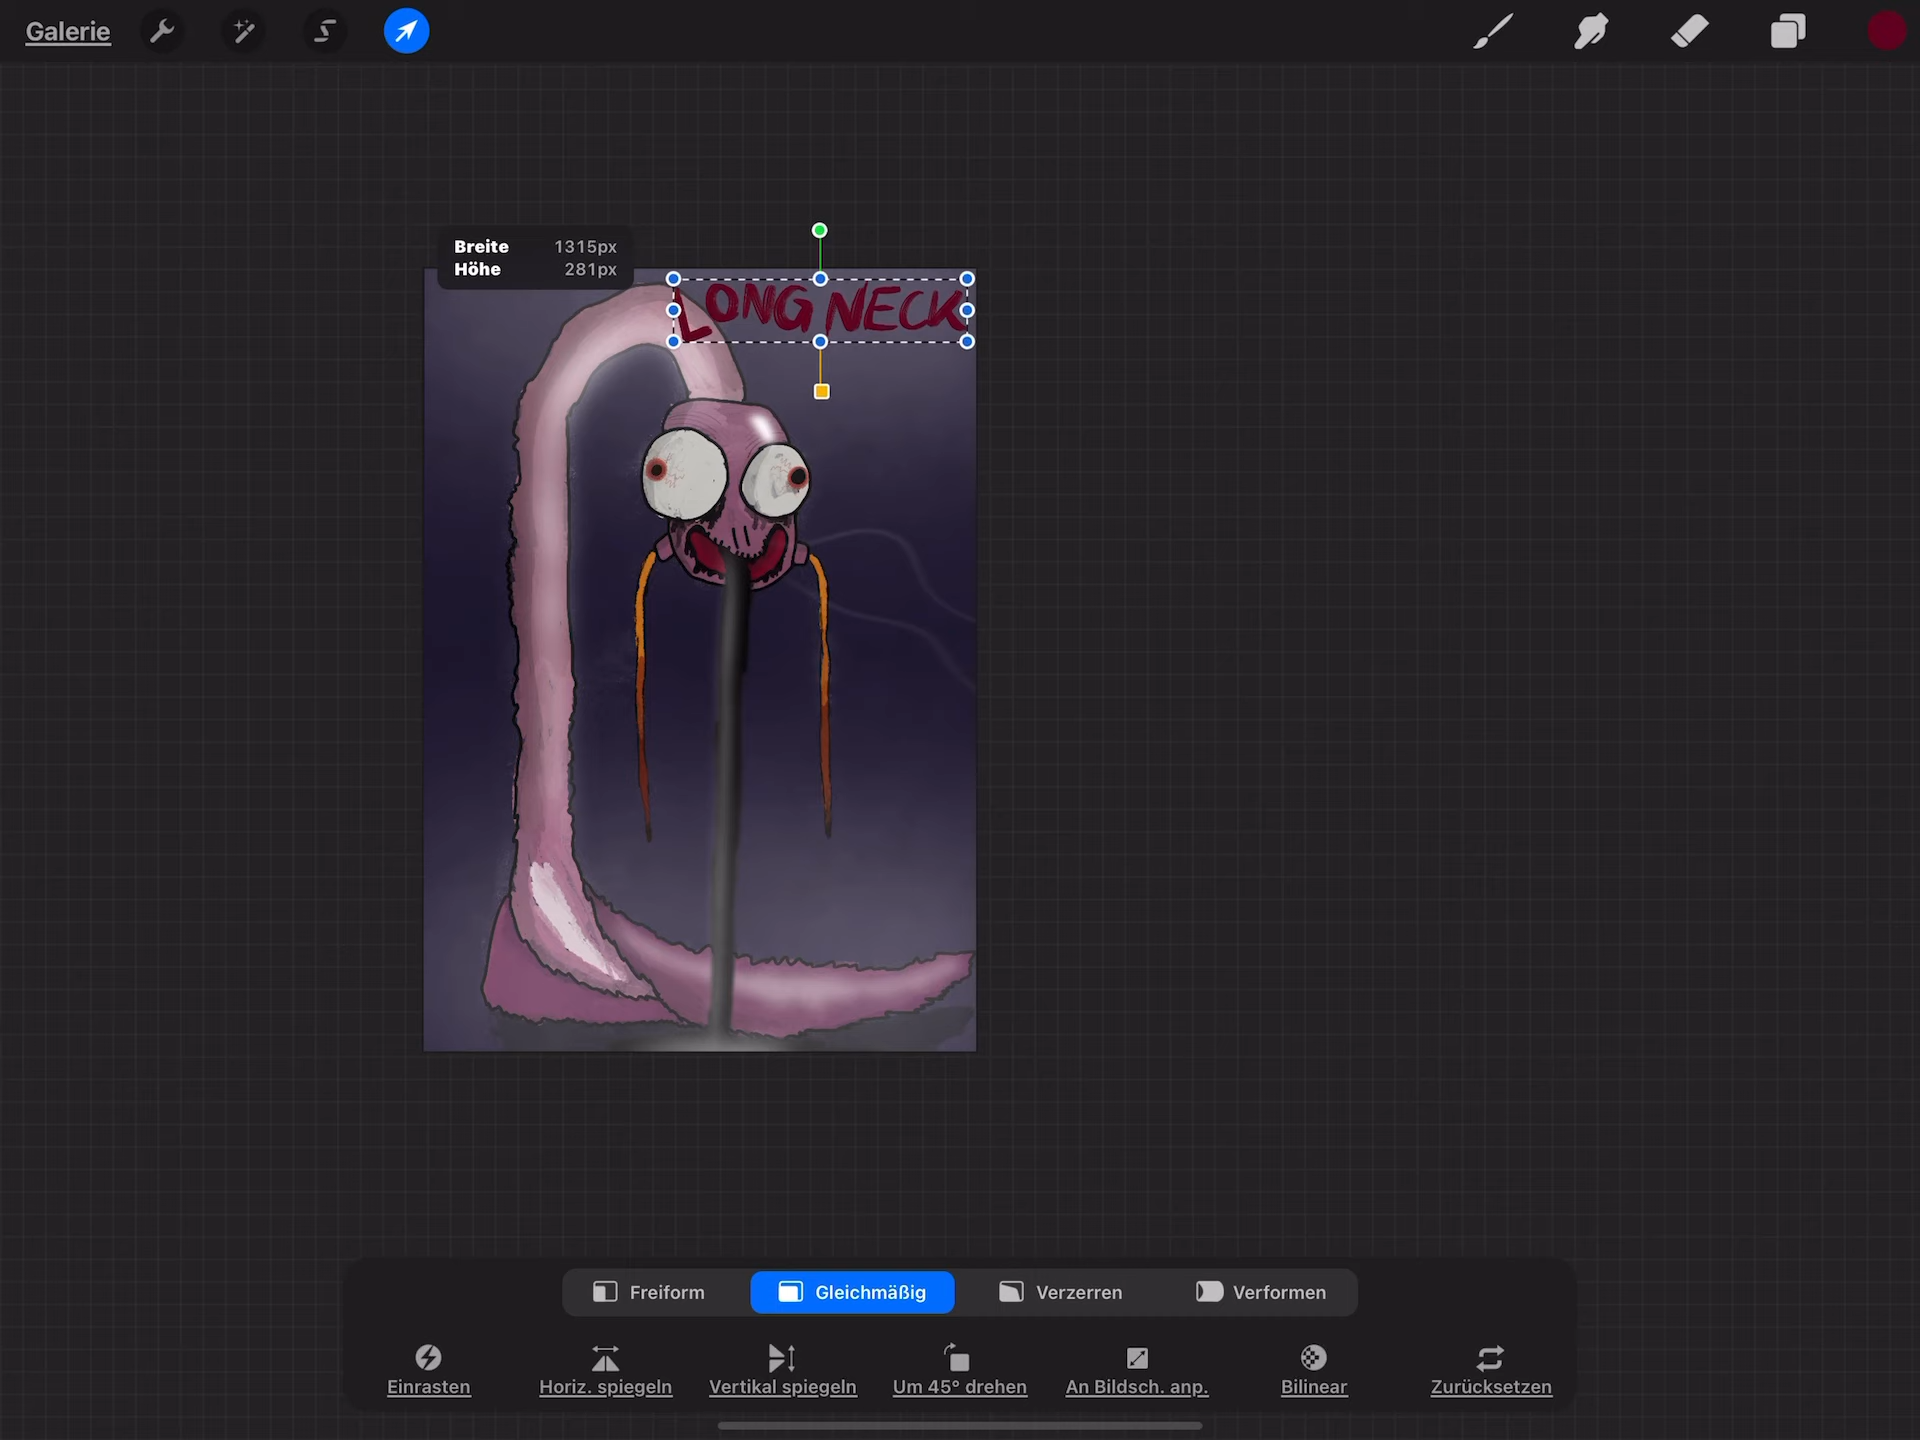 Galerie
Breite 1315px
Höhe 281px
LONG NECK
Freiform Gleichmäßig Verzerren Verformen
Einrasten Horiz. spiegeln Vertikal spiegeln Um 45° drehen An Bildsch. anp. Bilinear Zurücksetzen